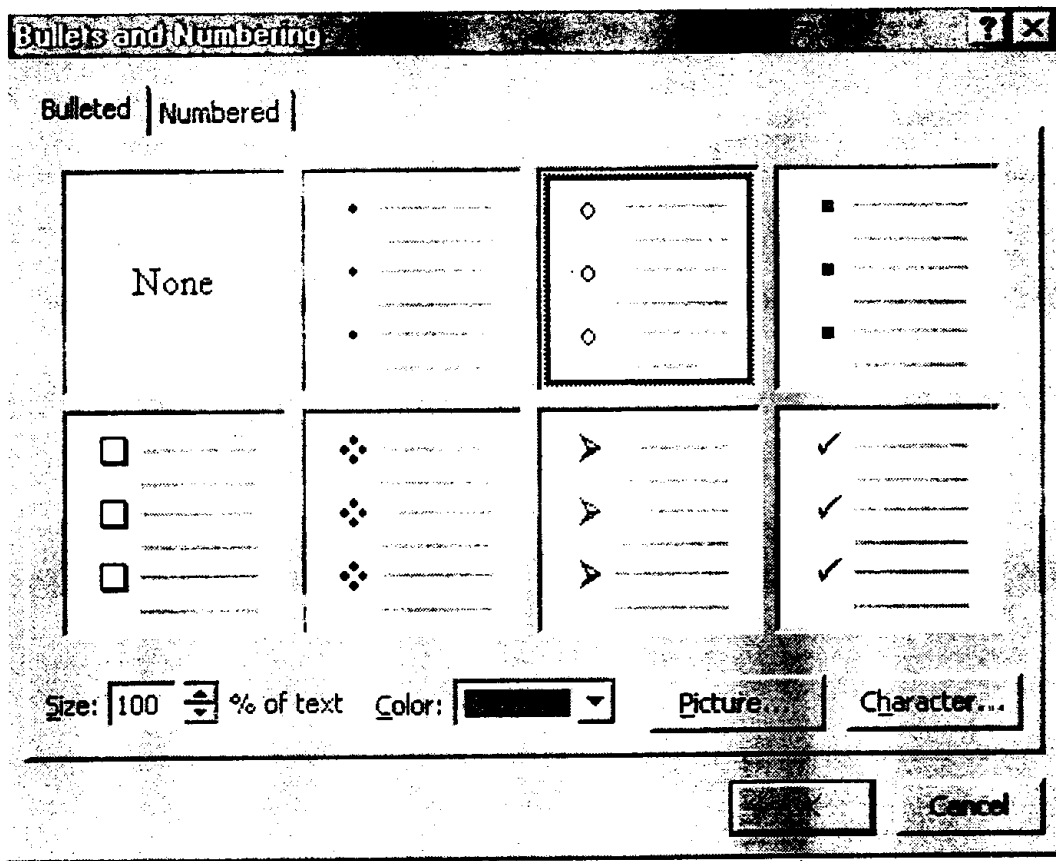 Bullets and Numbering
Bulleted Numbered
None
Size: 100 % of text Color: Picture... Character...
Cancel